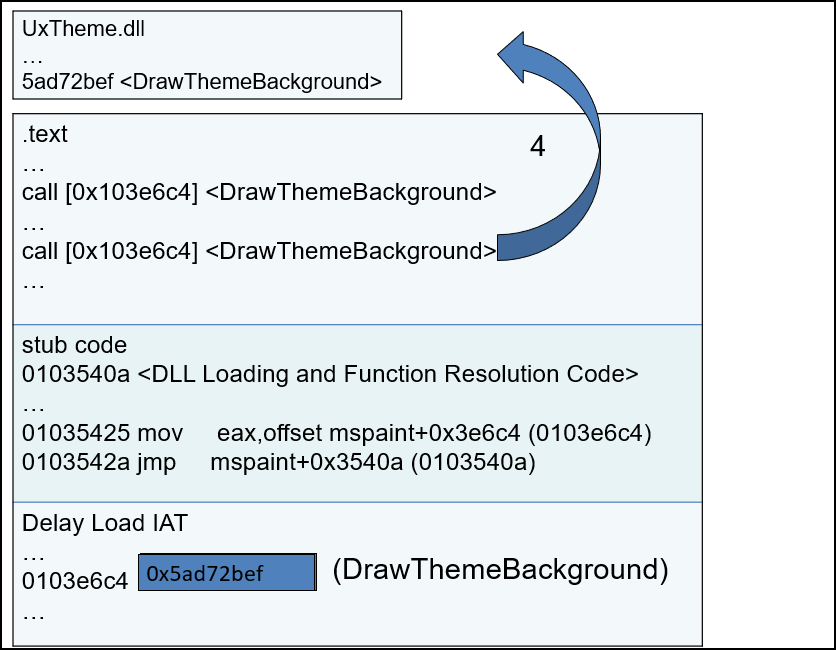 UxTheme.dll
…
5ad72bef <DrawThemeBackground>
.text
…
call [0x103e6c4] <DrawThemeBackground>
…
call [0x103e6c4] <DrawThemeBackground>
…
4
stub code
0103540a <DLL Loading and Function Resolution Code>
…
01035425 mov eax,offset mspaint+0x3e6c4 (0103e6c4)
0103542a jmp mspaint+0x3540a (0103540a)
Delay Load IAT
…
0103e6c4 0x5ad72bef (DrawThemeBackground)
…